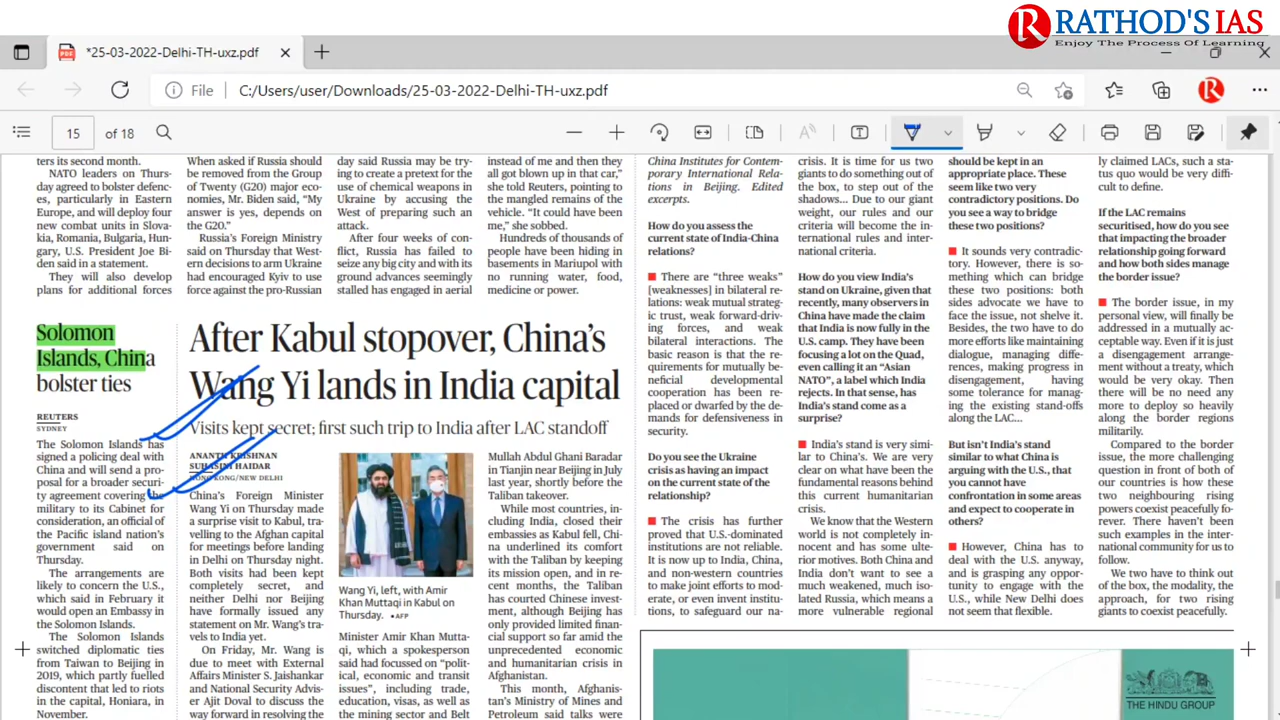 RATHOD'S IAS
Enjoy The Process Of Learning
*25-03-2022-Delhi-TH-uxz.pdf
File
C:/Users/user/Downloads/25-03-2022-Delhi-TH-uxz.pdf
15 of 18
ters its second month.
NATO leaders on Thurs-
day agreed to bolster defenc-
es, particularly in Eastern
Europe, and will deploy four
new combat units in Slova-
kia, Romania, Bulgaria, Hun-
gary, U.S. President Joe Bi-
den said in a statement.
They will also develop
plans for additional forces
When asked if Russia should
be removed from the Group
of Twenty (G20) major eco-
nomies, Mr. Biden said, “My
answer is yes, depends on
the G20.”
Russia's Foreign Ministry
said on Thursday that West-
ern decisions to arm Ukraine
had encouraged Kyiv to use
force against the pro-Russian
day said Russia may be try-
ing to create a pretext for the
use of chemical weapons in
Ukraine by accusing the
West of preparing such an
attack.
After four weeks of con-
flict, Russia has failed to
seize any big city and with its
ground advances seemingly
stalled has engaged in aerial
instead of me and then they
all got blown up in that car,”
she told Reuters, pointing to
the mangled remains of the
vehicle. “It could have been
me,” she sobbed.
Hundreds of thousands of
people have been hiding in
basements in Mariupol with
no running water, food,
medicine or power.
Solomon
Islands, China
bolster ties
REUTERS
SYDNEY
The Solomon Islands has
signed a policing deal with
China and will send a pro-
posal for a broader securi-
ty agreement covering the
military to its Cabinet for
consideration, an official of
the Pacific island nation's
government said on
Thursday.
The arrangements are
likely to concern the U.S.,
which said in February it
would open an Embassy in
the Solomon Islands.
The Solomon Islands
switched diplomatic ties
from Taiwan to Beijing in
2019, which partly fuelled
discontent that led to riots
in the capital, Honiara, in
November.
After Kabul stopover, China's
Wang Yi lands in India capital
Visits kept secret; first such trip to India after LAC standoff
ANANTH KRISHNAN
SUHASINI HAIDAR
HONG KONG/NEW DELHI
China's Foreign Minister
Wang Yi on Thursday made
a surprise visit to Kabul, tra-
velling to the Afghan capital
for meetings before landing
in Delhi on Thursday night.
Both visits had been kept
completely secret, and
neither Delhi nor Beijing
have formally issued any
statement on Mr. Wang's tra-
vels to India yet.
On Friday, Mr. Wang is
due to meet with External
Affairs Minister S. Jaishankar
and National Security Advis-
er Ajit Doval to discuss the
way forward in resolving the
Wang Yi, left, with Amir
Khan Muttaqi in Kabul on
Thursday. •AFP
Minister Amir Khan Mutta-
qi, which a spokesperson
said had focussed on “polit-
ical, economic and transit
issues”, including trade,
education, visas, as well as
the mining sector and Belt
Mullah Abdul Ghani Baradar
in Tianjin near Beijing in July
last year, shortly before the
Taliban takeover.
While most countries, in-
cluding India, closed their
embassies as Kabul fell, Chi-
na underlined its comfort
with the Taliban by keeping
its mission open, and in re-
cent months, the Taliban
has courted Chinese invest-
ment, although Beijing has
only provided limited finan-
cial support so far amid the
unprecedented economic
and humanitarian crisis in
Afghanistan.
This month, Afghanis-
tan's Ministry of Mines and
Petroleum said talks were
China Institutes for Contem-
porary International Rela-
tions in Beijing. Edited
excerpts.
How do you assess the
current state of India-China
relations?
There are “three weaks”
[weaknesses] in bilateral re-
lations: weak mutual strateg-
ic trust, weak forward-driv-
ing forces, and weak
bilateral interactions. The
basic reason is that the re-
quirements for mutually be-
neficial developmental
cooperation has been re-
placed or dwarfed by the de-
mands for defensiveness in
security.
Do you see the Ukraine
crisis as having an impact
on the current state of the
relationship?
The crisis has further
proved that U.S.-dominated
institutions are not reliable.
It is now up to India, China,
and non-western countries
to make joint efforts to mod-
erate, or even invent institu-
tions, to safeguard our na-
crisis. It is time for us two
giants to do something out of
the box, to step out of the
shadows... Due to our giant
weight, our rules and our
criteria will become the in-
ternational rules and inter-
national criteria.
How do you view India's
stand on Ukraine, given that
recently, many observers in
China have made the claim
that India is now fully in the
U.S. camp. They have been
focusing a lot on the Quad,
even calling it an “Asian
NATO”, a label which India
rejects. In that sense, has
India's stand come as a
surprise?
India's stand is very simi-
lar to China's. We are very
clear on what have been the
fundamental reasons behind
this current humanitarian
crisis.
We know that the Western
world is not completely in-
nocent and has some ulte-
rior motives. Both China and
India don't want to see a
much weakened, much iso-
lated Russia, which means a
more vulnerable regional
should be kept in an
appropriate place. These
seem like two very
contradictory positions. Do
you see a way to bridge
these two positions?
It sounds very contradic-
tory. However, there is so-
mething which can bridge
these two positions: both
sides advocate we have to
face the issue, not shelve it.
Besides, the two have to do
more efforts like maintaining
dialogue, managing diffe-
rences, making progress in
disengagement, having
some tolerance for manag-
ing the existing stand-offs
along the LAC...
But isn't India's stand
similar to what China is
arguing with the U.S., that
you cannot have
confrontation in some areas
and expect to cooperate in
others?
However, China has to
deal with the U.S. anyway,
and is grasping any oppor-
tunity to engage with the
U.S., while New Delhi does
not seem that flexible.
ly claimed LACs, such a sta-
tus quo would be very diffi-
cult to define.
If the LAC remains
securitised, how do you see
that impacting the broader
relationship going forward
and how both sides manage
the border issue?
The border issue, in my
personal view, will finally be
addressed in a mutually ac-
ceptable way. Even if it is just
a disengagement arrange-
ment without a treaty, which
would be very okay. Then
there will be no need any
more to deploy so heavily
along the border regions
militarily.
Compared to the border
issue, the more challenging
question in front of both of
our countries is how these
two neighbouring rising
powers coexist peacefully fo-
rever. There haven't been
such examples in the inter-
national community for us to
follow.
We two have to think out
of the box, the modality, the
approach, for two rising
giants to coexist peacefully.
THE HINDU GROUP